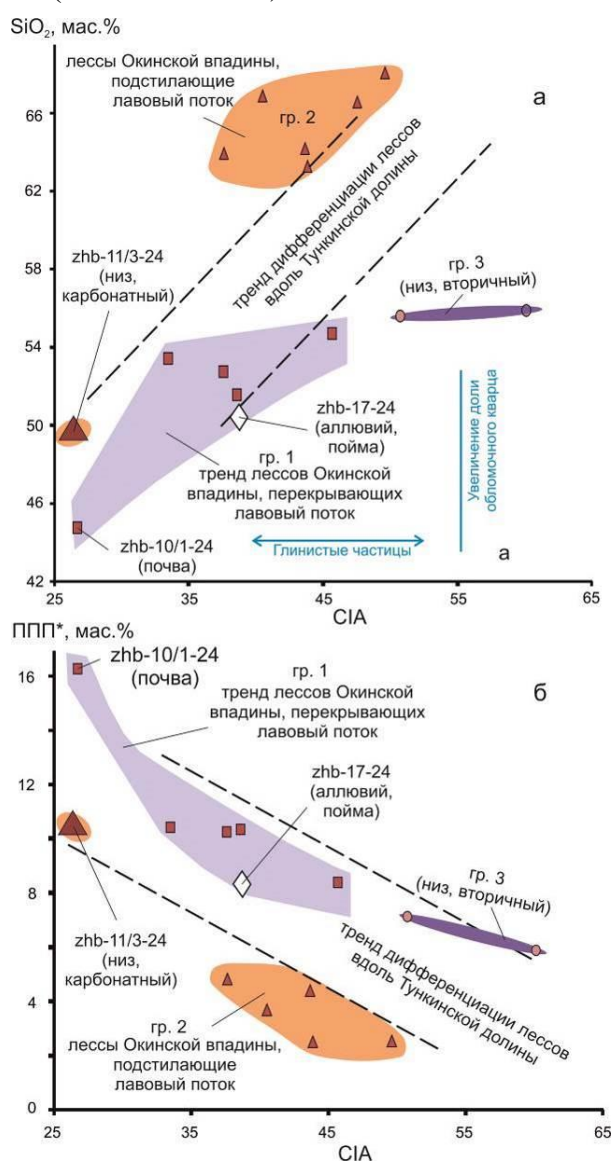 SiO₂, мас.%
лессы Окинской впадины,
подстилающие
лавовый поток
гр. 2
а
66
62
58
54
50
46
42
тренд дифференциации лессов
вдоль Тункинской долины
zhb-11/3-24
(низ,
карбонатный)
гр. 3
(низ, вторичный)
zhb-17-24
(аллювий,
пойма)
гр. 1
тренд лессов Окинской
впадины, перекрывающих
лавовый поток
zhb-10/1-24
(почва)
Глинистые частицы
Увеличение доли
обломочного кварца
а
25
35
45
55
65
CIA
ППП*, мас.%
16
12
8
4
0
zhb-10/1-24
(почва)
гр. 1
тренд лессов Окинской
впадины, перекрывающих
лавовый поток
б
zhb-17-24
(аллювий,
пойма)
гр. 3
(низ, вторичный)
zhb-11/3-24
(низ,
карбонатный)
тренд дифференциации лессов
вдоль Тункинской долины
гр. 2
лессы Окинской впадины,
подстилающие
лавовый поток
25
35
45
55
65
CIA